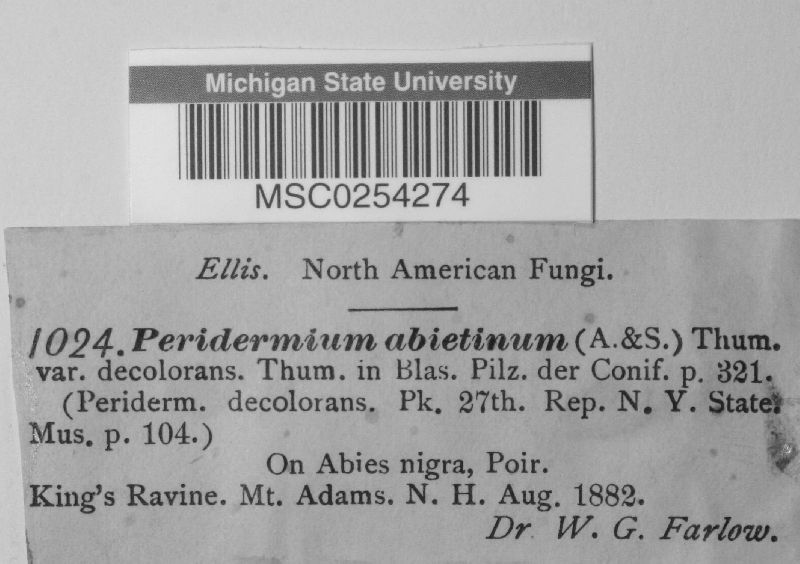 Michigan State University
MSC0254274
Ellis. North American Fungi.
1024. Peridermium abietinum (A.&S.) Thum.
var. decolorans. Thum. in Blas. Pilz. der Conif. p. 321.
(Periderm. decolorans. Pk. 27th. Rep. N. Y. State.
Mus. p. 104.)
On Abies nigra, Poir.
King's Ravine. Mt. Adams. N. H. Aug. 1882.
Dr W. G. Farlow.